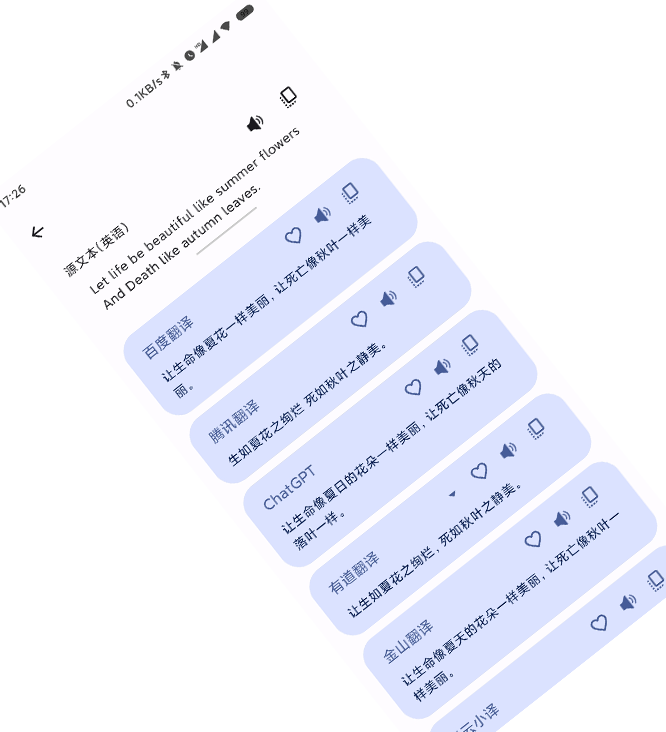 17:26
0.1KB/s
源文本(英语)
Let life be beautiful like summer flowers
And Death like autumn leaves.
百度翻译
让生命像夏花一样美丽, 让死亡像秋叶一样美
丽。
腾讯翻译
生如夏花之绚烂 死如秋叶之静美。
ChatGPT
让生命像夏日的花朵一样美丽, 让死亡像秋天的
落叶一样。
有道翻译
让生如夏花之绚烂, 死如秋叶之静美。
金山翻译
让生命像夏天的花朵一样美丽, 让死亡像秋叶一
样美丽。
云小译